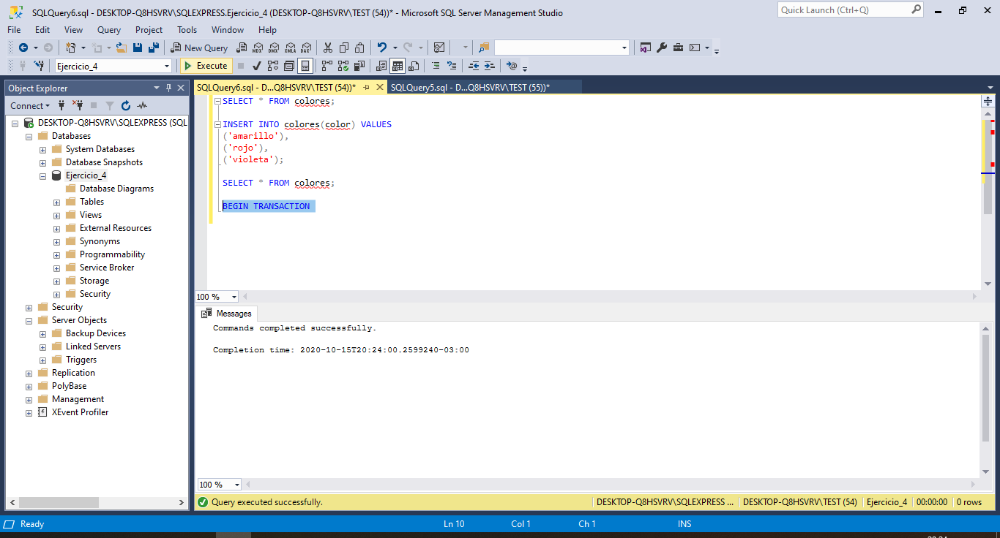 SQLQuery6.sql - DESKTOP-Q8HSVRV\SQLEXPRESS.Ejercicio_4 (DESKTOP-Q8HSVRV\TEST (54))* - Microsoft SQL Server Management Studio
Quick Launch (Ctrl+Q)
File Edit View Query Project Tools Window Help
New Query MDX DMX XMLA DAX
Ejercicio_4 Execute
Object Explorer
Connect
DESKTOP-Q8HSVRV\SQLEXPRESS (SQL
Databases
System Databases
Database Snapshots
Ejercicio_4
Database Diagrams
Tables
Views
External Resources
Synonyms
Programmability
Service Broker
Storage
Security
Security
Server Objects
Backup Devices
Linked Servers
Triggers
Replication
PolyBase
Management
XEvent Profiler
SQLQuery6.sql - D...Q8HSVRV\TEST (54))* SQLQuery5.sql - D...Q8HSVRV\TEST (55))*
SELECT * FROM colores;
INSERT INTO colores(color) VALUES
('amarillo'),
('rojo'),
('violeta');
SELECT * FROM colores;
BEGIN TRANSACTION
100 %
Messages
Commands completed successfully.
Completion time: 2020-10-15T20:24:00.2599240-03:00
100 %
Query executed successfully. DESKTOP-Q8HSVRV\SQLEXPRESS ... DESKTOP-Q8HSVRV\TEST (54) Ejercicio_4 00:00:00 0 rows
Ready Ln 10 Col 1 Ch 1 INS